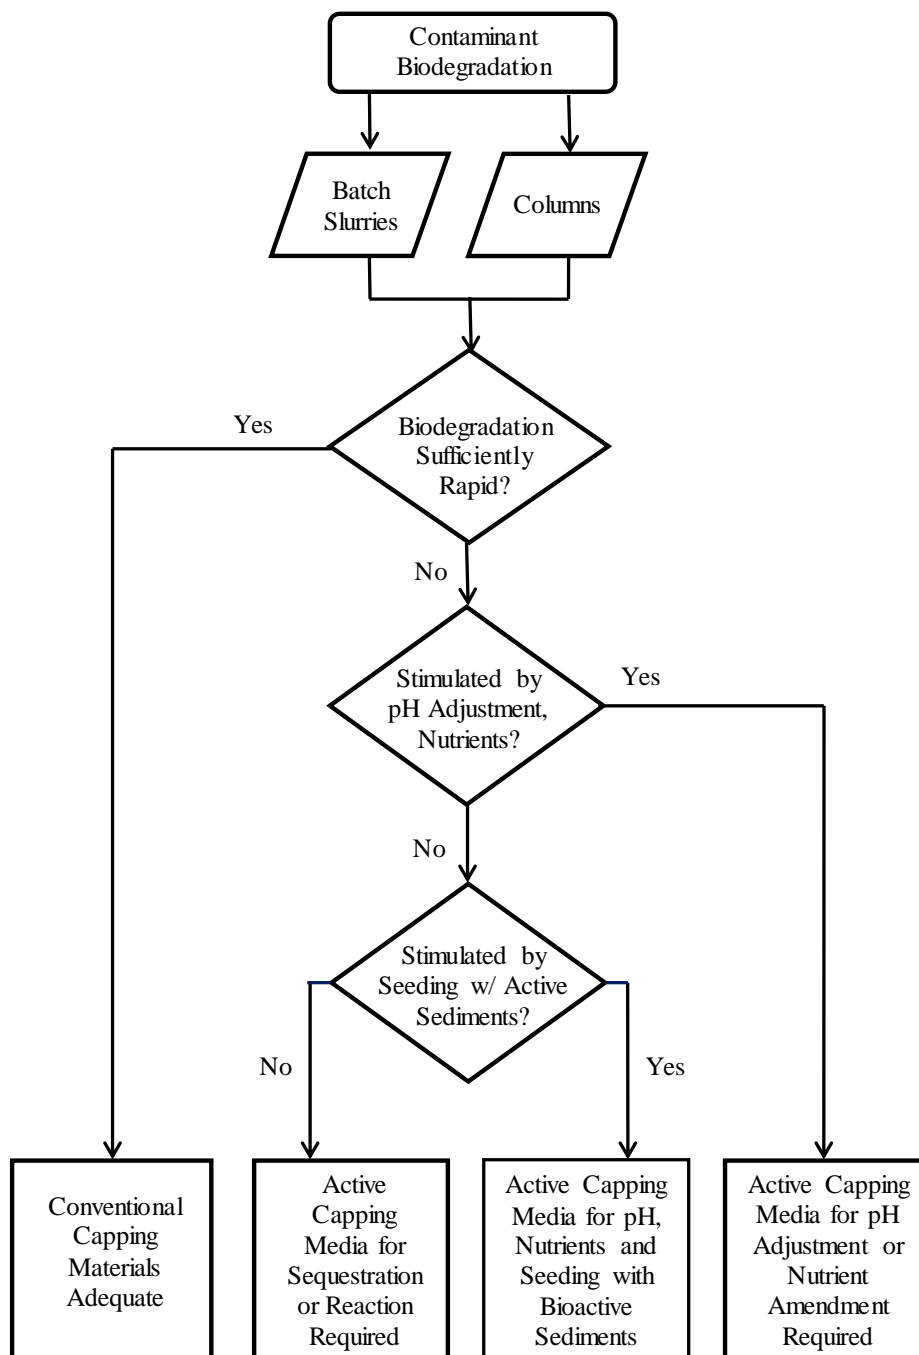 Contaminant
Biodegradation
Batch
Slurries
Columns
Yes
Biodegradation
Sufficiently
Rapid?
No
Stimulated by
pH Adjustment,
Nutrients?
Yes
No
Stimulated by
Seeding w/ Active
Sediments?
No
Yes
Conventional
Capping
Materials
Adequate
Active
Capping
Media for
Sequestration
or Reaction
Required
Active Capping
Media for pH,
Nutrients and
Seeding with
Bioactive
Sediments
Active Capping
Media for pH
Adjustment or
Nutrient
Amendment
Required